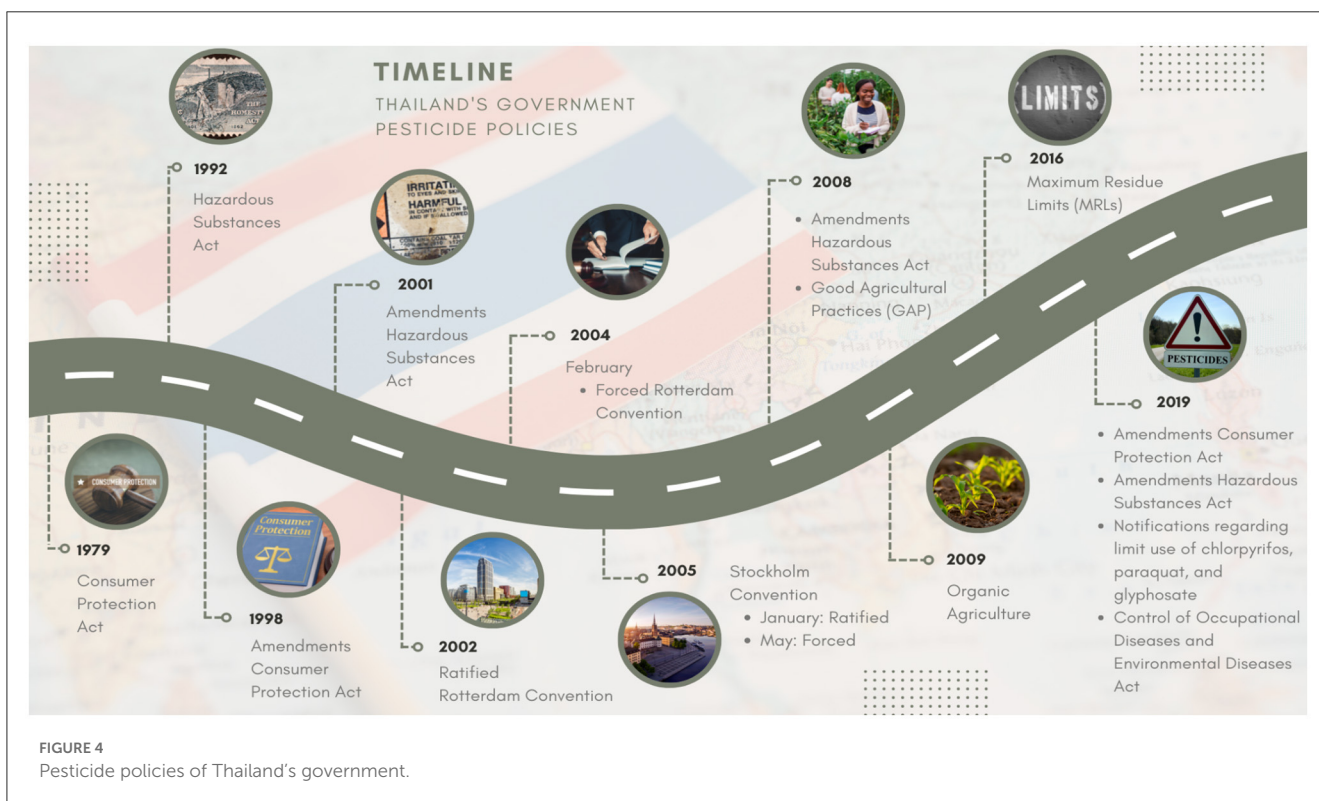 TIMELINE
THAILAND'S GOVERNMENT
PESTICIDE POLICIES
1979
Consumer
Protection
Act
1992
Hazardous
Substances
Act
1998
Amendments
Consumer
Protection Act
2001
Amendments
Hazardous
Substances
Act
2002
Ratified
Rotterdam Convention
2004
February
• Forced Rotterdam
Convention
2005
Stockholm
Convention
• January: Ratified
• May: Forced
2008
• Amendments
Hazardous
Substances Act
• Good Agricultural
Practices (GAP)
2009
Organic
Agriculture
2016
Maximum Residue
Limits (MRLs)
2019
• Amendments Consumer
Protection Act
• Amendments Hazardous
Substances Act
• Notifications regarding
limit use of chlorpyrifos,
paraquat, and
glyphosate
• Control of Occupational
Diseases and
Environmental Diseases
Act
CONSUMER PROTECTION
Consumer
Protection
THE
HARMFUL
LIMITS
PESTICIDES
FIGURE 4
Pesticide policies of Thailand's government.